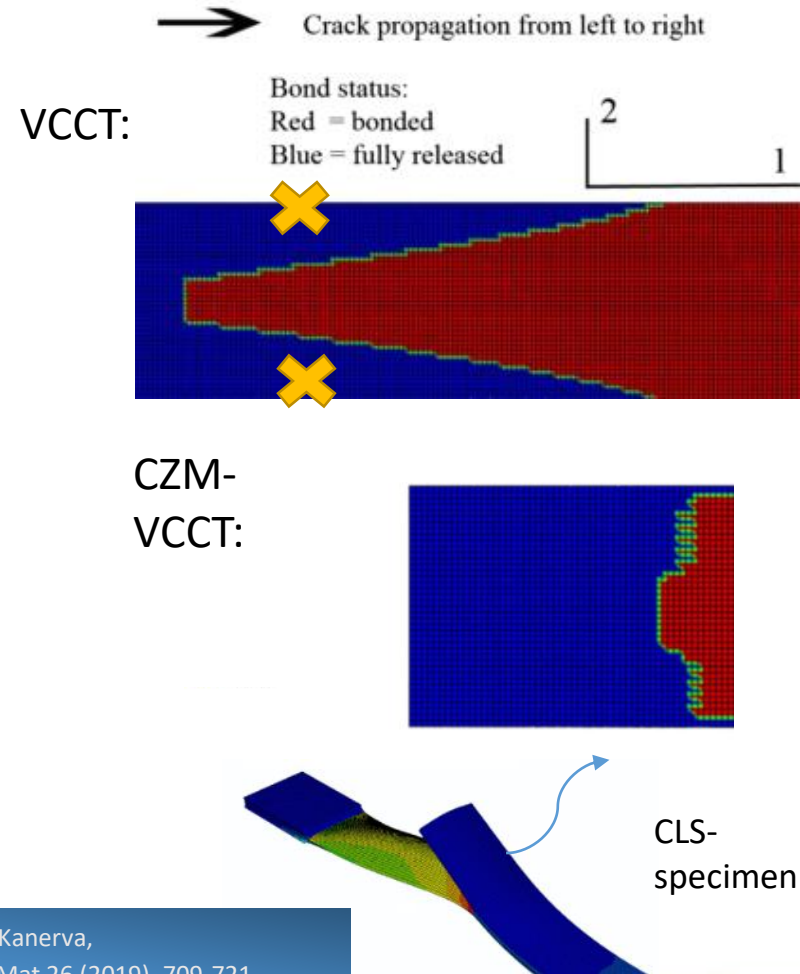 Crack propagation from left to right
VCCT:
Bond status:
Red = bonded
Blue = fully released
2
1
CZM-
VCCT:
CLS-
specimen
Kanerva,
Mat 26 (2019), 709-721